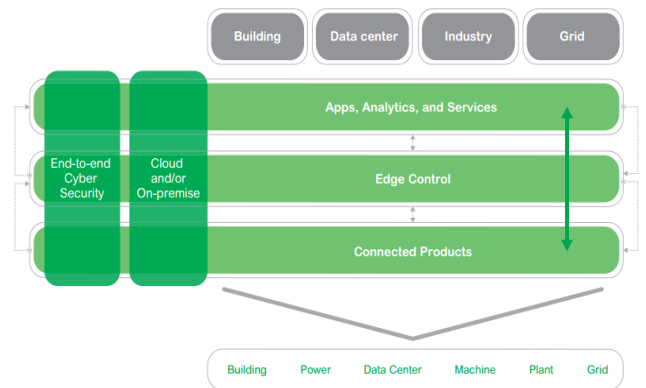 Building
Data center
Industry
Grid
Apps, Analytics, and Services
End-to-end
Cyber
Security
Cloud
and/or
On-premise
Edge Control
Connected Products
Building Power Data Center Machine Plant Grid